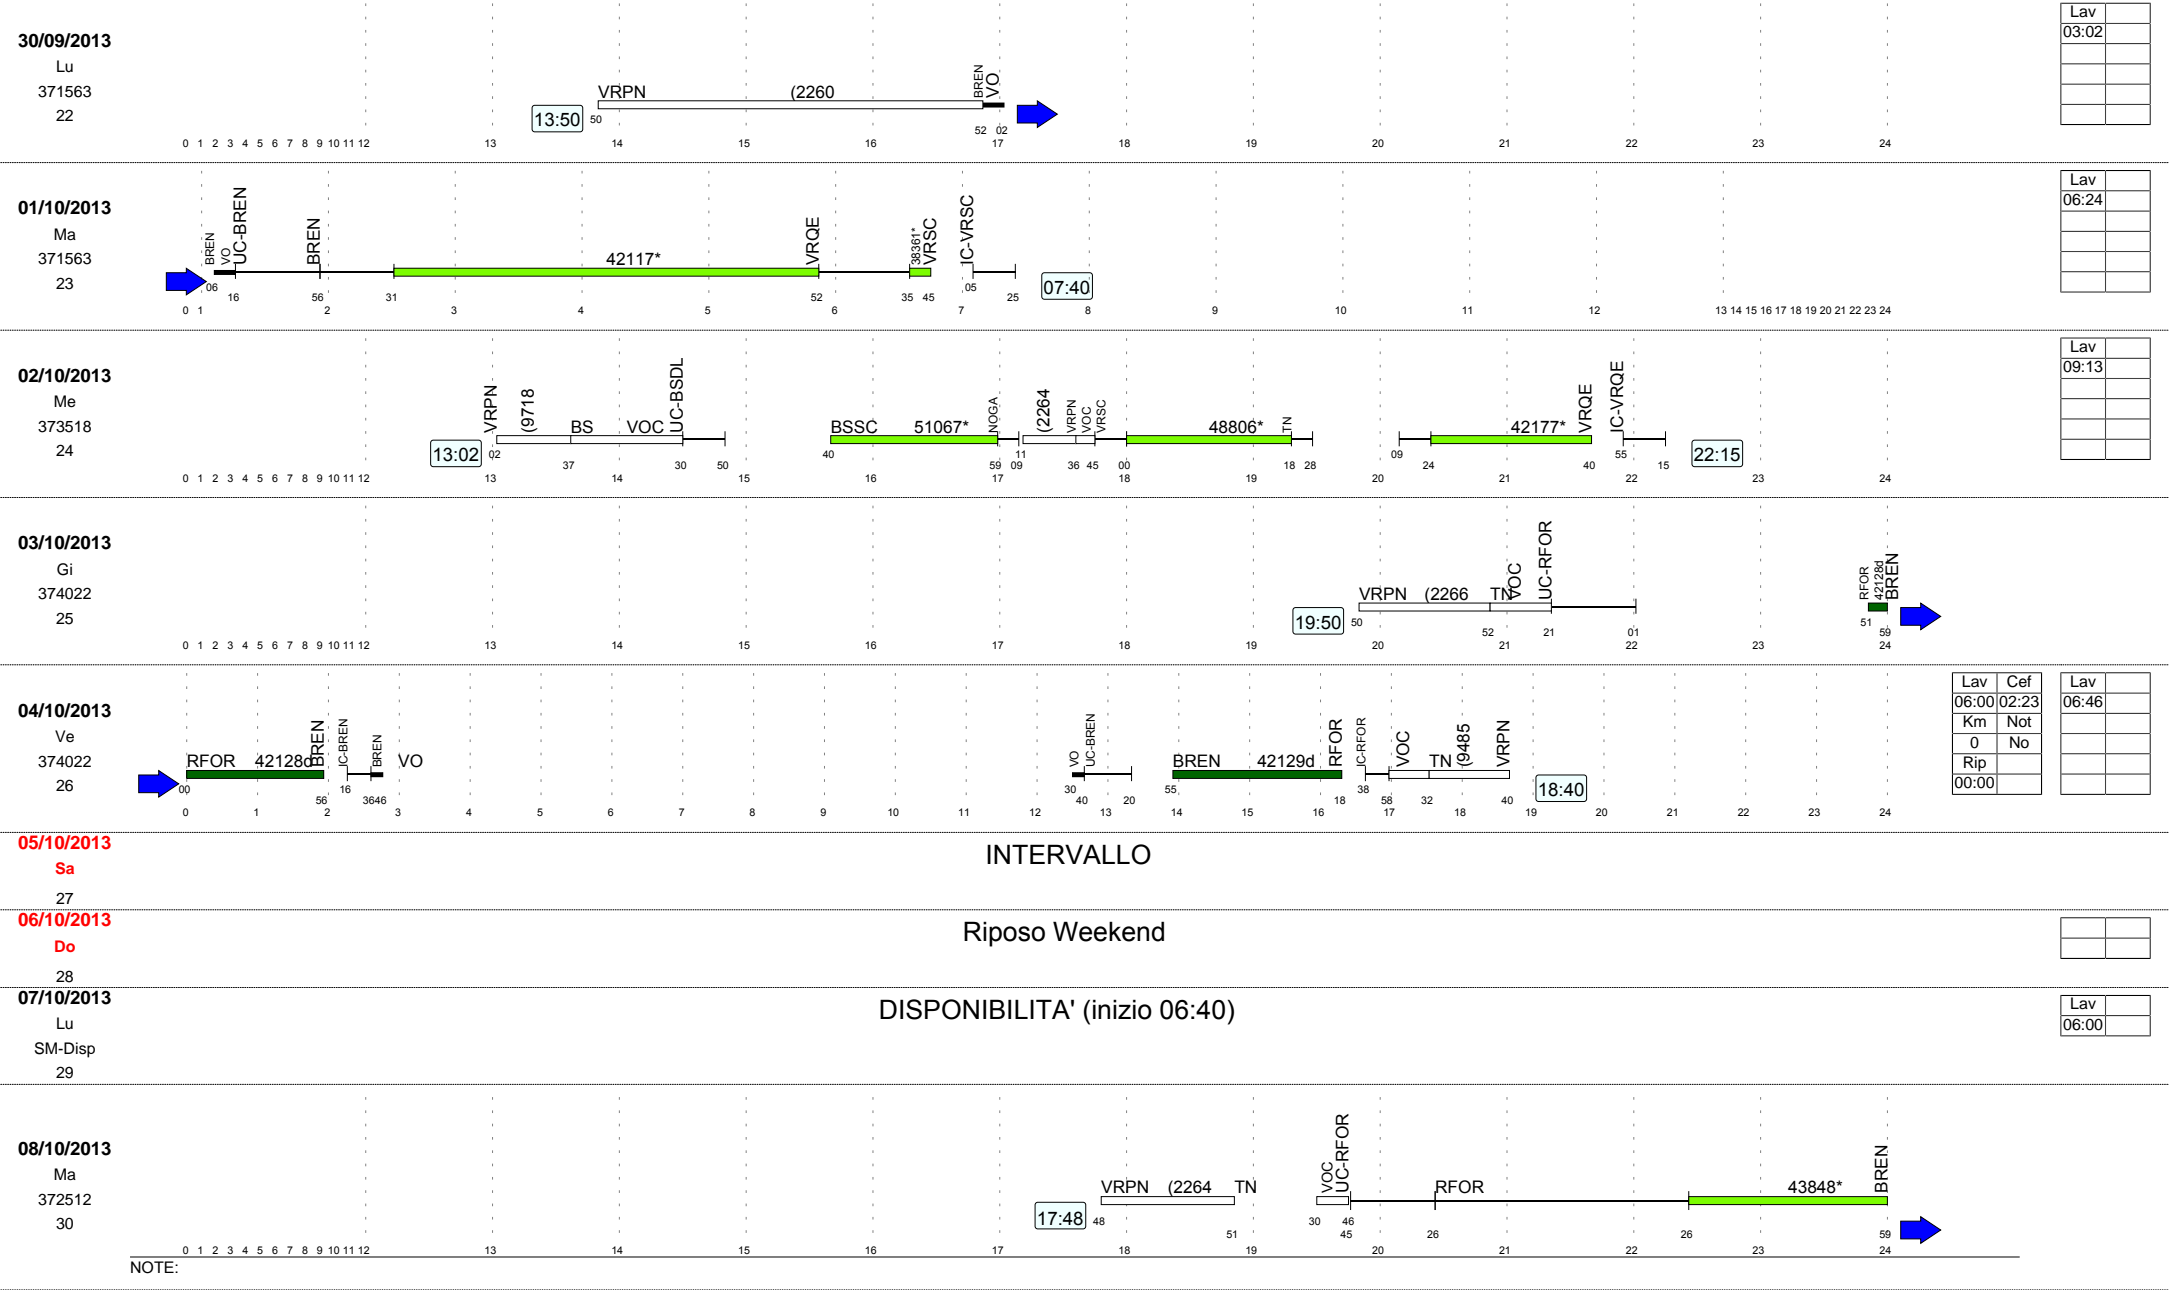 Lav
30/09/2013
03:02
Lu
371563
22
VRPN (2260 BREN VO
13:50 50 52 02
0 1 2 3 4 5 6 7 8 9 10 11 12 13 14 15 16 17 18 19 20 21 22 23 24
Lav
01/10/2013
06:24
Ma
371563
23
BREN VO UC-BREN BREN 42117* VRQE 38361* VRSC IC-VRSC
06 16 56 31 52 35 45 05 25 07:40
0 1 2 3 4 5 6 7 8 9 10 11 12 13 14 15 16 17 18 19 20 21 22 23 24
Lav
02/10/2013
09:13
Me
373518
24
VRPN (9718 BS VOC UC-BSDL BSSC 51067* NOGA (2264 VRPN VOC VRSC 48806* TN 42177* VRQE IC-VRQE
13:02 02 37 30 50 40 59 09 11 36 45 00 18 28 09 24 40 55 15 22:15
0 1 2 3 4 5 6 7 8 9 10 11 12 13 14 15 16 17 18 19 20 21 22 23 24
03/10/2013
Gi
374022
25
VRPN (2266 TN VOC UC-RFOR RFOR 42128d BREN
19:50 50 52 21 01 51 59
0 1 2 3 4 5 6 7 8 9 10 11 12 13 14 15 16 17 18 19 20 21 22 23 24
Lav Cef Lav
04/10/2013
06:00 02:23 06:46
Km Not
0 No
Rip
00:00
Ve
374022
26
RFOR 42128d BREN IC-BREN BREN VO VO UC-BREN BREN 42129d RFOR IC-RFOR VOC TN (9485 VRPN
00 56 16 36 46 30 40 20 55 18 38 58 32 40 18:40
0 1 2 3 4 5 6 7 8 9 10 11 12 13 14 15 16 17 18 19 20 21 22 23 24
05/10/2013
Sa
27
INTERVALLO
06/10/2013
Do
28
Riposo Weekend
07/10/2013
Lu
SM-Disp
29
DISPONIBILITA' (inizio 06:40)
Lav
06:00
08/10/2013
Ma
372512
30
VRPN (2264 TN VOC UC-RFOR RFOR 43848* BREN
17:48 48 51 30 46 45 26 26 59
0 1 2 3 4 5 6 7 8 9 10 11 12 13 14 15 16 17 18 19 20 21 22 23 24
NOTE: